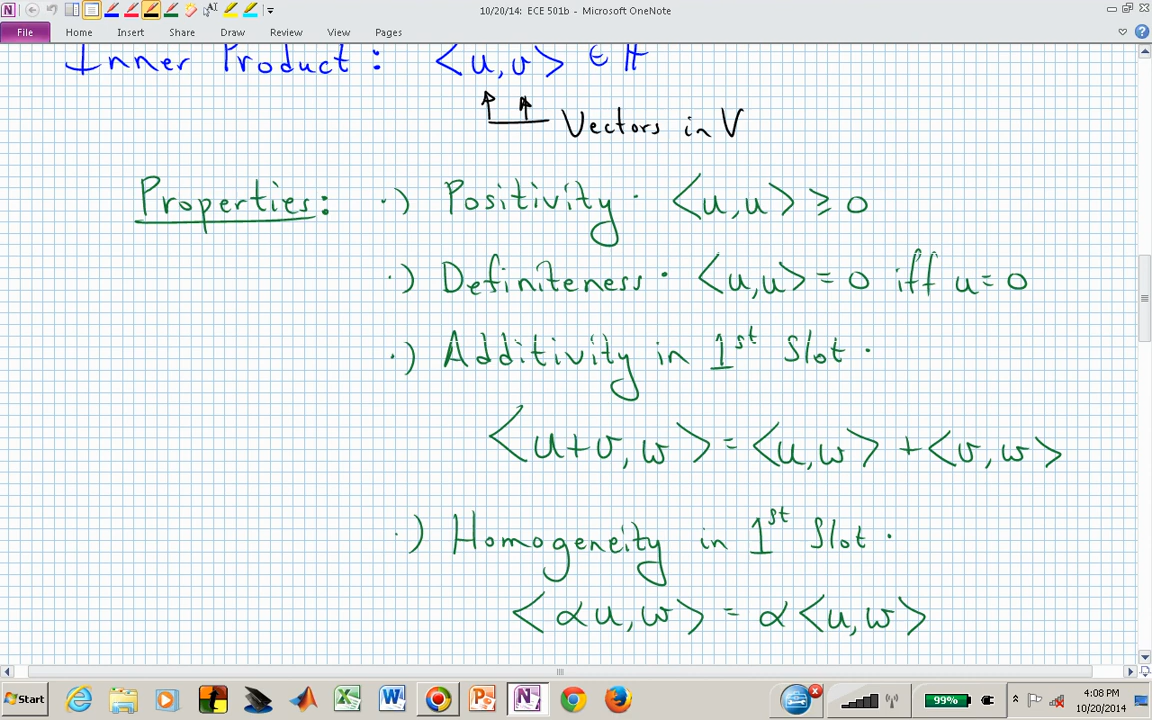 10/20/14: ECE 501b - Microsoft OneNote
File Home Insert Share Draw Review View Pages
Inner Product: <u,v> ∈ F
Vectors in V
Properties: ·) Positivity · <u,u> ≥ 0
·) Definiteness · <u,u> = 0 iff u=0
·) Additivity in 1st Slot ·
<u+v,w> = <u,w> + <v,w>
·) Homogeneity in 1st Slot ·
<αu,w> = α<u,w>
Start
99%
4:08 PM
10/20/2014